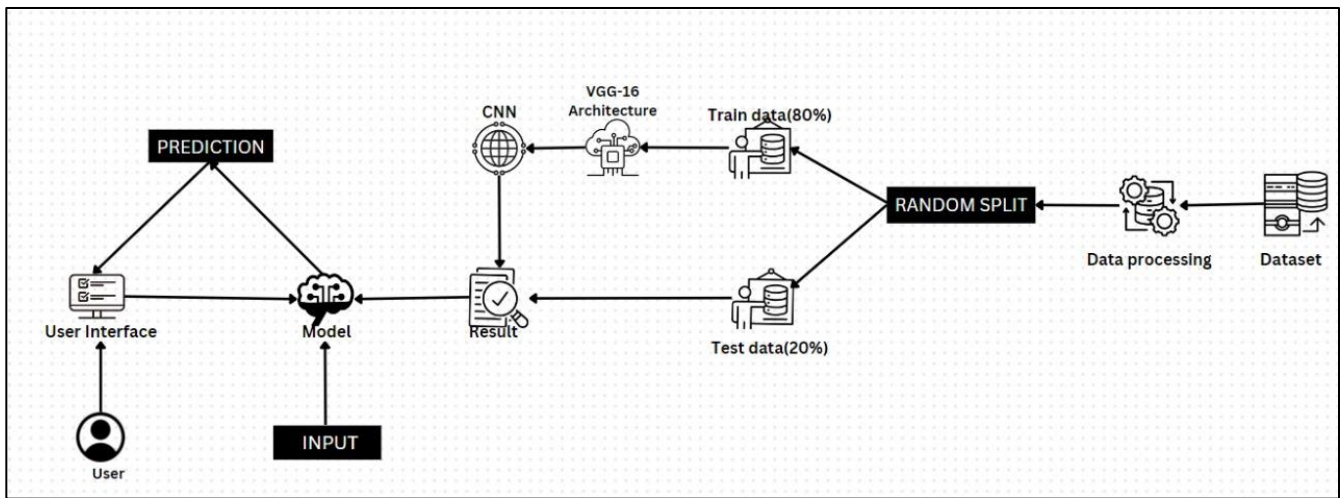 VGG-16
Architecture
CNN
Train data(80%)
PREDICTION
RANDOM SPLIT
Data processing
Dataset
User Interface
Model
Result
Test data(20%)
INPUT
User